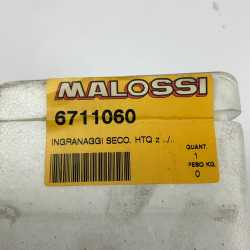 MALOSSI
6711060
INGRANAGGI SECO. HTQ z ../..
QUANT.
1
PESO KG.
0